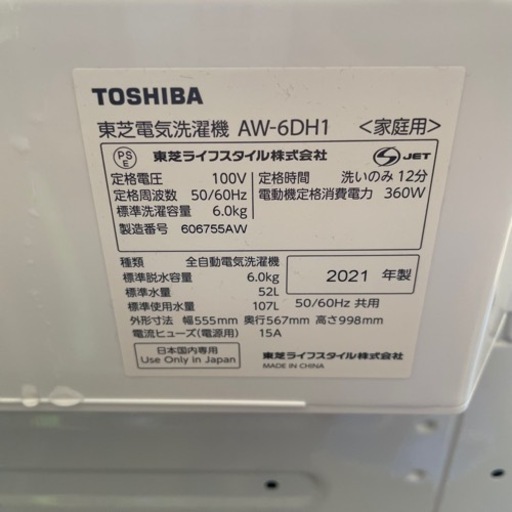 TOSHIBA
東芝電気洗濯機 AW-6DH1 <家庭用>
PS E 東芝ライフスタイル株式会社 S JET
定格電圧 100V 定格時間 洗いのみ 12分
定格周波数 50/60Hz 電動機定格消費電力 360W
標準洗濯容量 6.0kg
製造番号 606755AW
種類 全自動電気洗濯機
標準脱水容量 6.0kg 2021 年製
標準水量 52L
標準使用水量 107L 50/60Hz 共用
外形寸法 幅555mm 奥行567mm 高さ998mm
電流ヒューズ(電源用) 15A
日本国内専用 東芝ライフスタイル株式会社
Use Only in Japan MADE IN CHINA